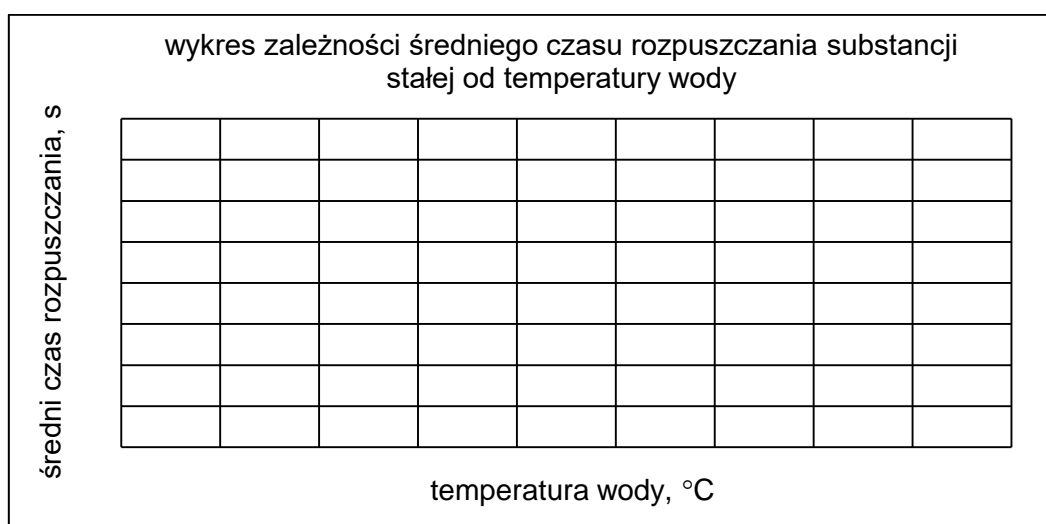 wykres zależności średniego czasu rozpuszczania substancji
stałej od temperatury wody
średni czas rozpuszczania, s
temperatura wody, °C